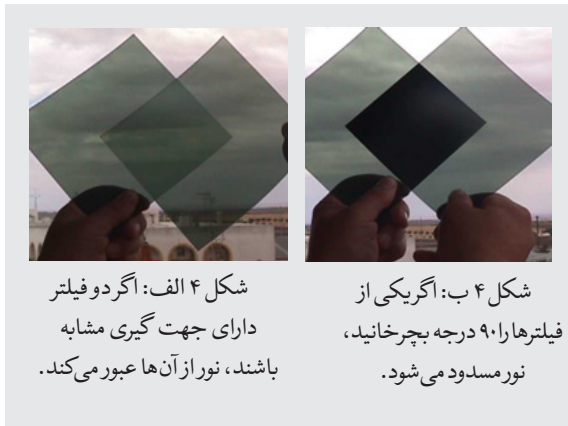 شکل ۴ الف: اگر دو فیلتر
دارای جهت گیری مشابه
باشند، نور از آن‌ها عبور می‌کند.
شکل ۴ ب: اگر یکی از
فیلترها را ۹۰ درجه بچرخانید،
نور مسدود می‌شود.